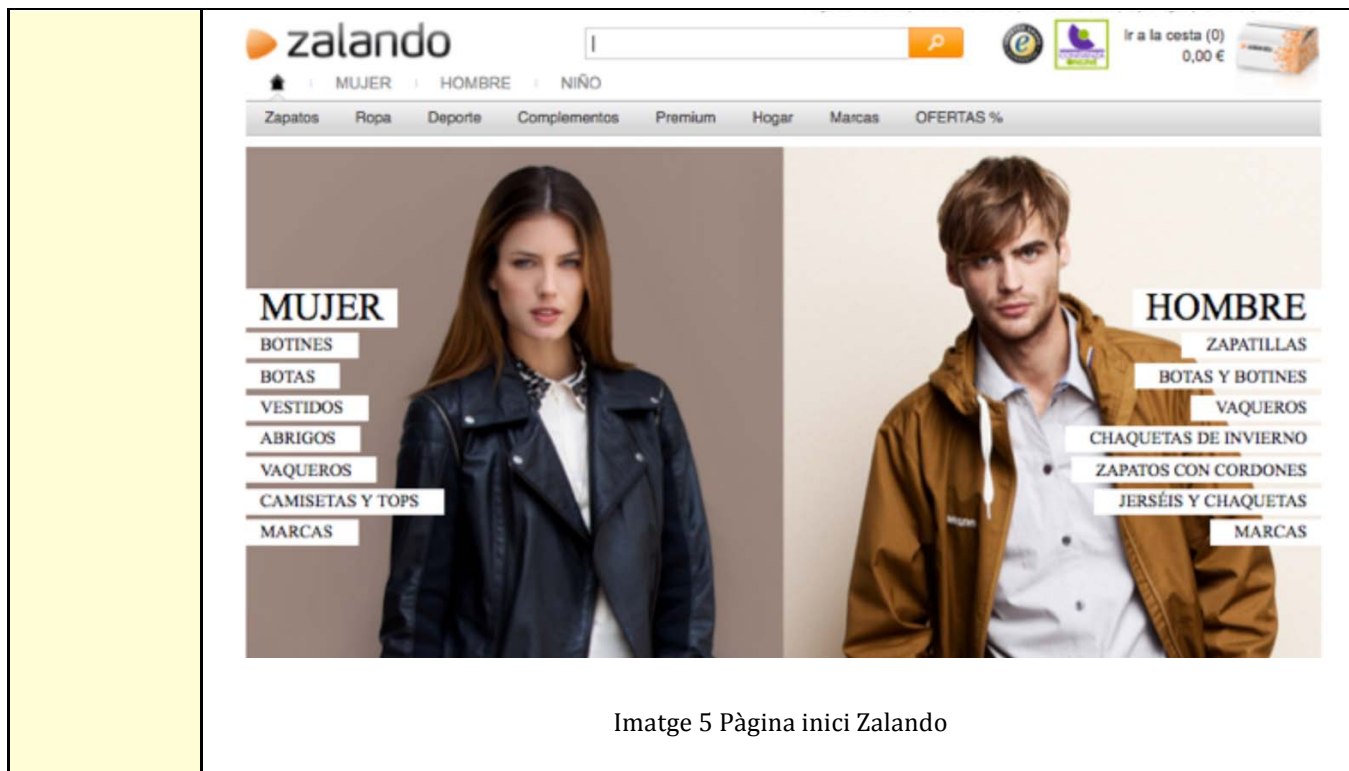 zalando
Ir a la cesta (0)
0,00 €
MUJER HOMBRE NIÑO
Zapatos Ropa Deporte Complementos Premium Hogar Marcas OFERTAS %
MUJER
BOTINES
BOTAS
VESTIDOS
ABRIGOS
VAQUEROS
CAMISETAS Y TOPS
MARCAS
HOMBRE
ZAPATILLAS
BOTAS Y BOTINES
VAQUEROS
CHAQUETAS DE INVIERNO
ZAPATOS CON CORDONES
JERSÉIS Y CHAQUETAS
MARCAS
Imatge 5 Pàgina inici Zalando